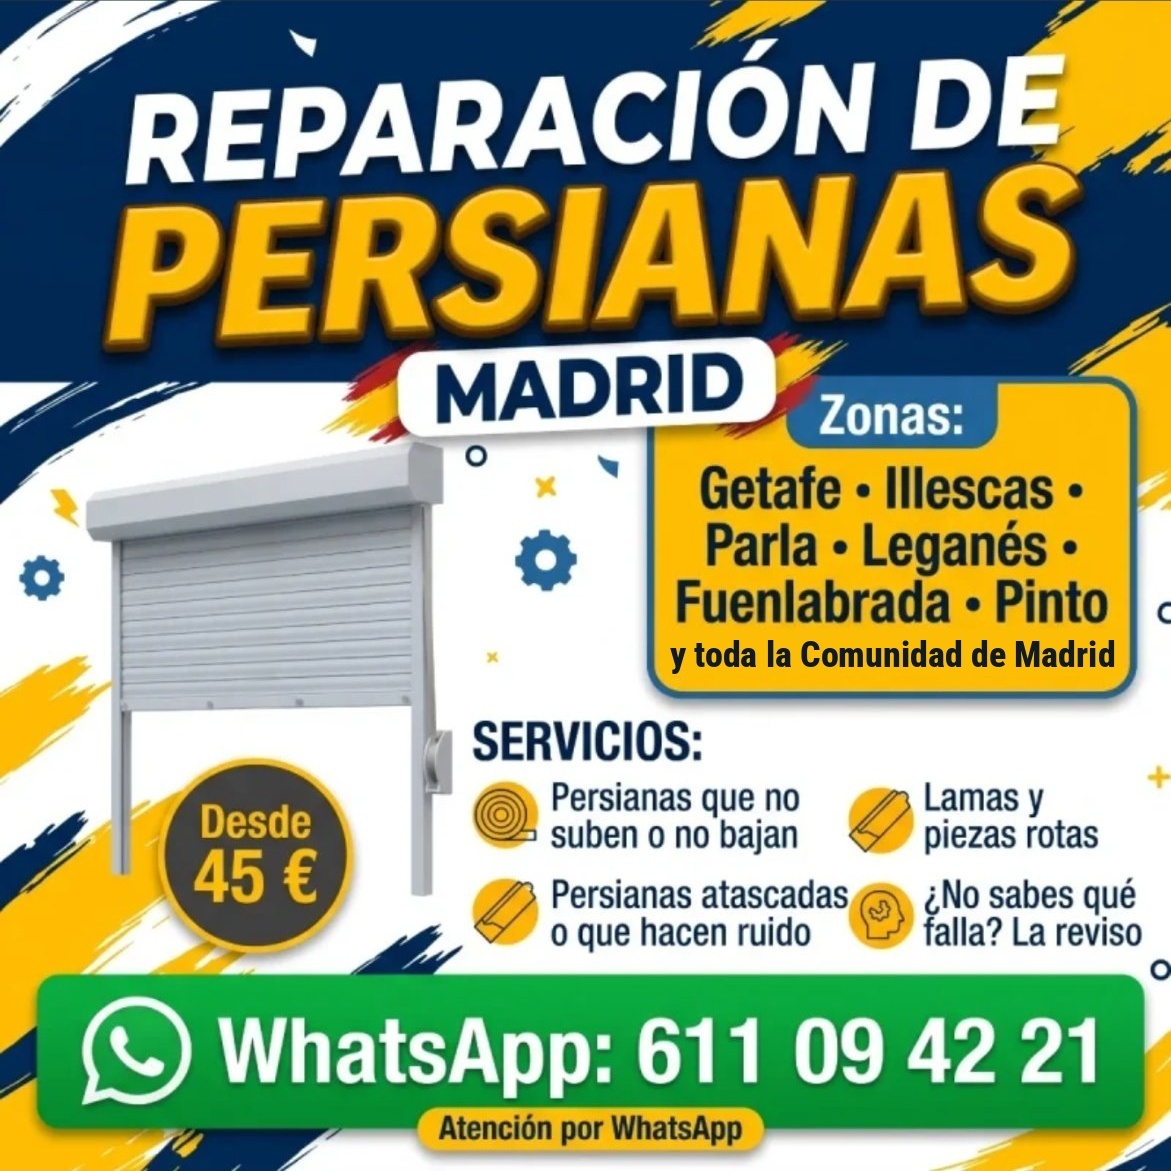 REPARACIÓN DE
PERSIANAS
MADRID
Zonas:
Getafe • Illescas •
Parla • Leganés •
Fuenlabrada • Pinto
y toda la Comunidad de Madrid
Desde
45 €
SERVICIOS:
Persianas que no
suben o no bajan
Lamas y
piezas rotas
Persianas atascadas
o que hacen ruido
¿No sabes qué
falla? La reviso
WhatsApp: 611 09 42 21
Atención por WhatsApp